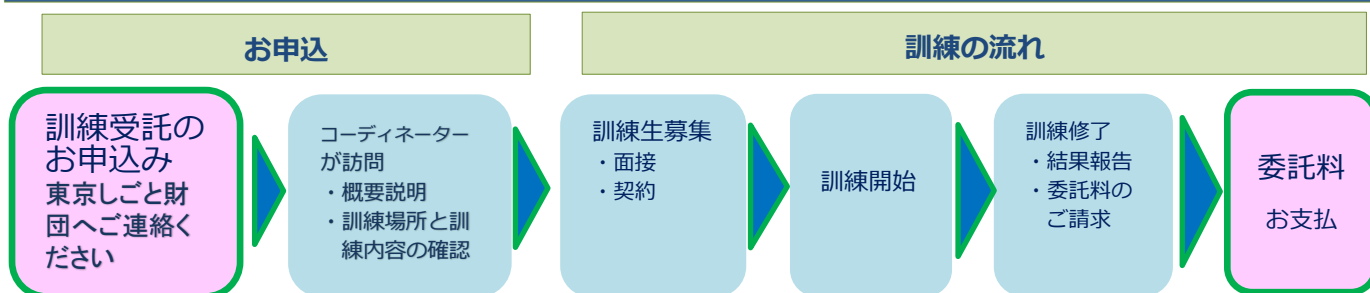 お申込
訓練の流れ
訓練受託の
お申込み
東京しごと財
団へご連絡く
ださい
コーディネーター
が訪問
・概要説明
・訓練場所と訓
練内容の確認
訓練生募集
・面接
・契約
訓練開始
訓練修了
・結果報告
・委託料の
ご請求
委託料
お支払